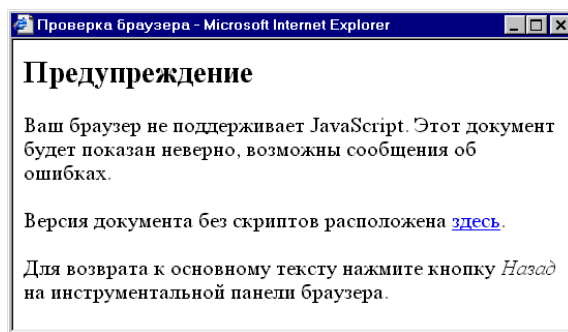 Проверка браузера - Microsoft Internet Explorer
Предупреждение
Ваш браузер не поддерживает JavaScript. Этот документ
будет показан неверно, возможны сообщения об
ошибках.
Версия документа без скриптов расположена здесь.
Для возврата к основному тексту нажмите кнопку Назад
на инструментальной панели браузера.